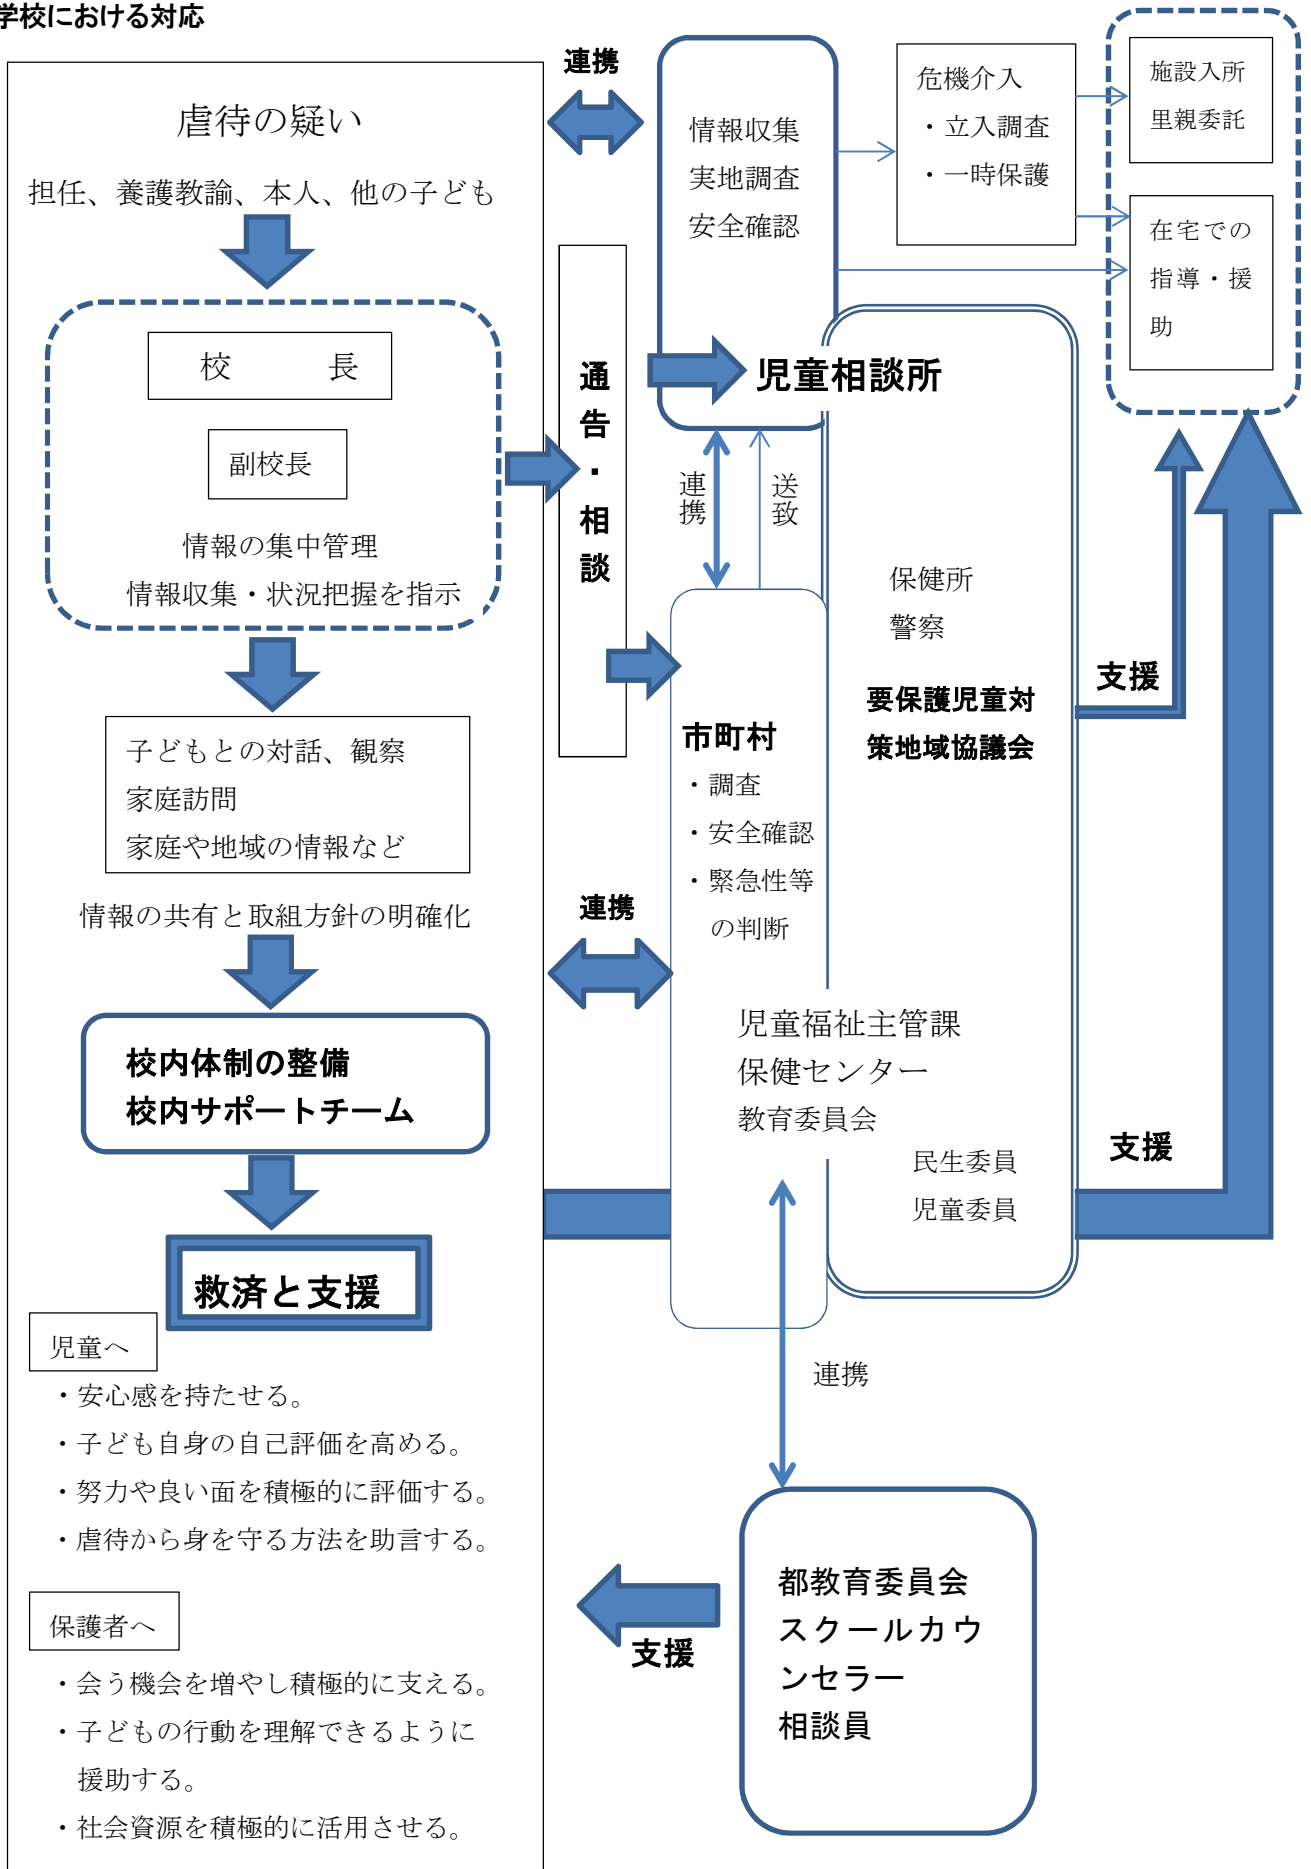 学校における対応
虐待の疑い
担任、養護教諭、本人、他の子ども
校　　長
副校長
情報の集中管理
情報収集・状況把握を指示
子どもとの対話、観察
家庭訪問
家庭や地域の情報など
情報の共有と取組方針の明確化
校内体制の整備
校内サポートチーム
救済と支援
児童へ
・安心感を持たせる。
・子ども自身の自己評価を高める。
・努力や良い面を積極的に評価する。
・虐待から身を守る方法を助言する。
保護者へ
・会う機会を増やし積極的に支える。
・子どもの行動を理解できるように
援助する。
・社会資源を積極的に活用させる。
連携
通告・相談
連携
情報収集
実地調査
安全確認
児童相談所
連携
送致
市町村
・調査
・安全確認
・緊急性等
の判断
児童福祉主管課
保健センター
教育委員会
保健所
警察
要保護児童対
策地域協議会
民生委員
児童委員
危機介入
・立入調査
・一時保護
施設入所
里親委託
在宅での
指導・援
助
支援
支援
連携
都教育委員会
スクールカウ
ンセラー
相談員
支援